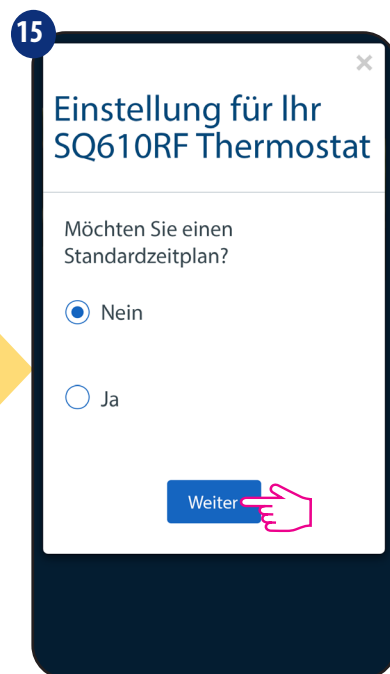 15
×
Einstellung für Ihr
SQ610RF Thermostat
Möchten Sie einen
Standardzeitplan?
Nein
Ja
Weiter